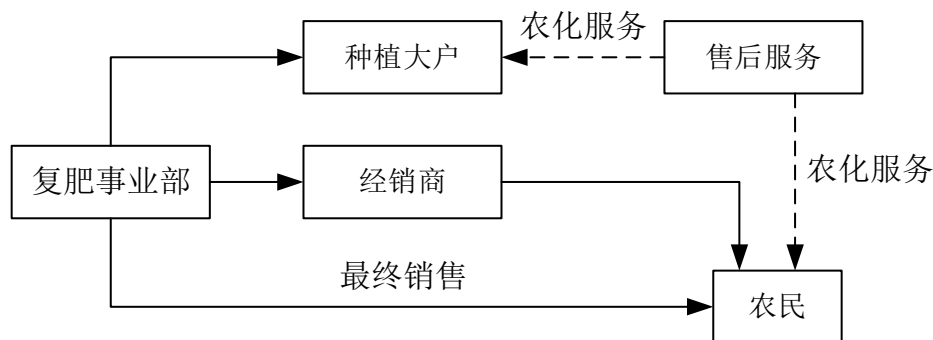 农化服务
种植大户
售后服务
复肥事业部
经销商
农化服务
最终销售
农民